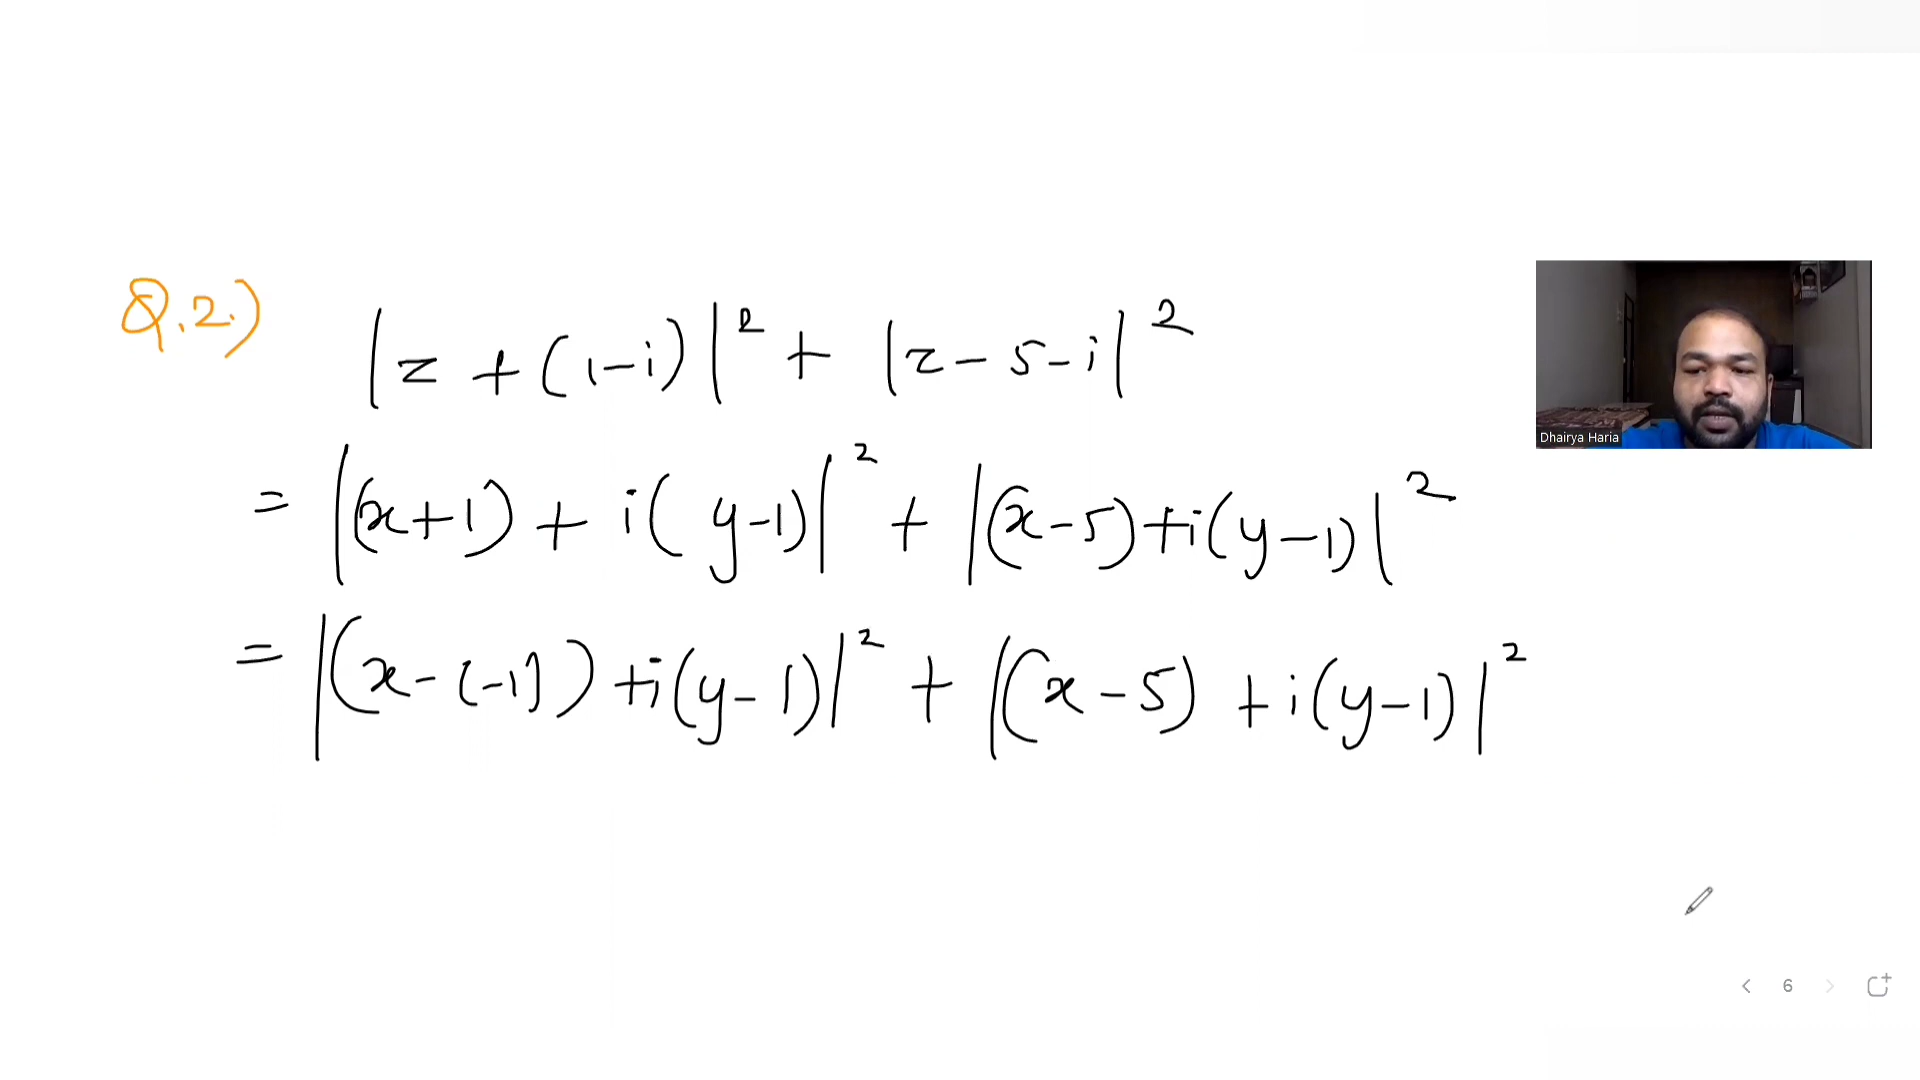 Q.2.)
|z + (1-i)|² + |z - 5 - i|²
= |(x+1) + i(y-1)|² + |(x-5)+i(y-1)|²
= |(x-(-1)) +i(y-1)|² + |(x-5) +i(y-1)|²
Dhairya Haria
< 6 >